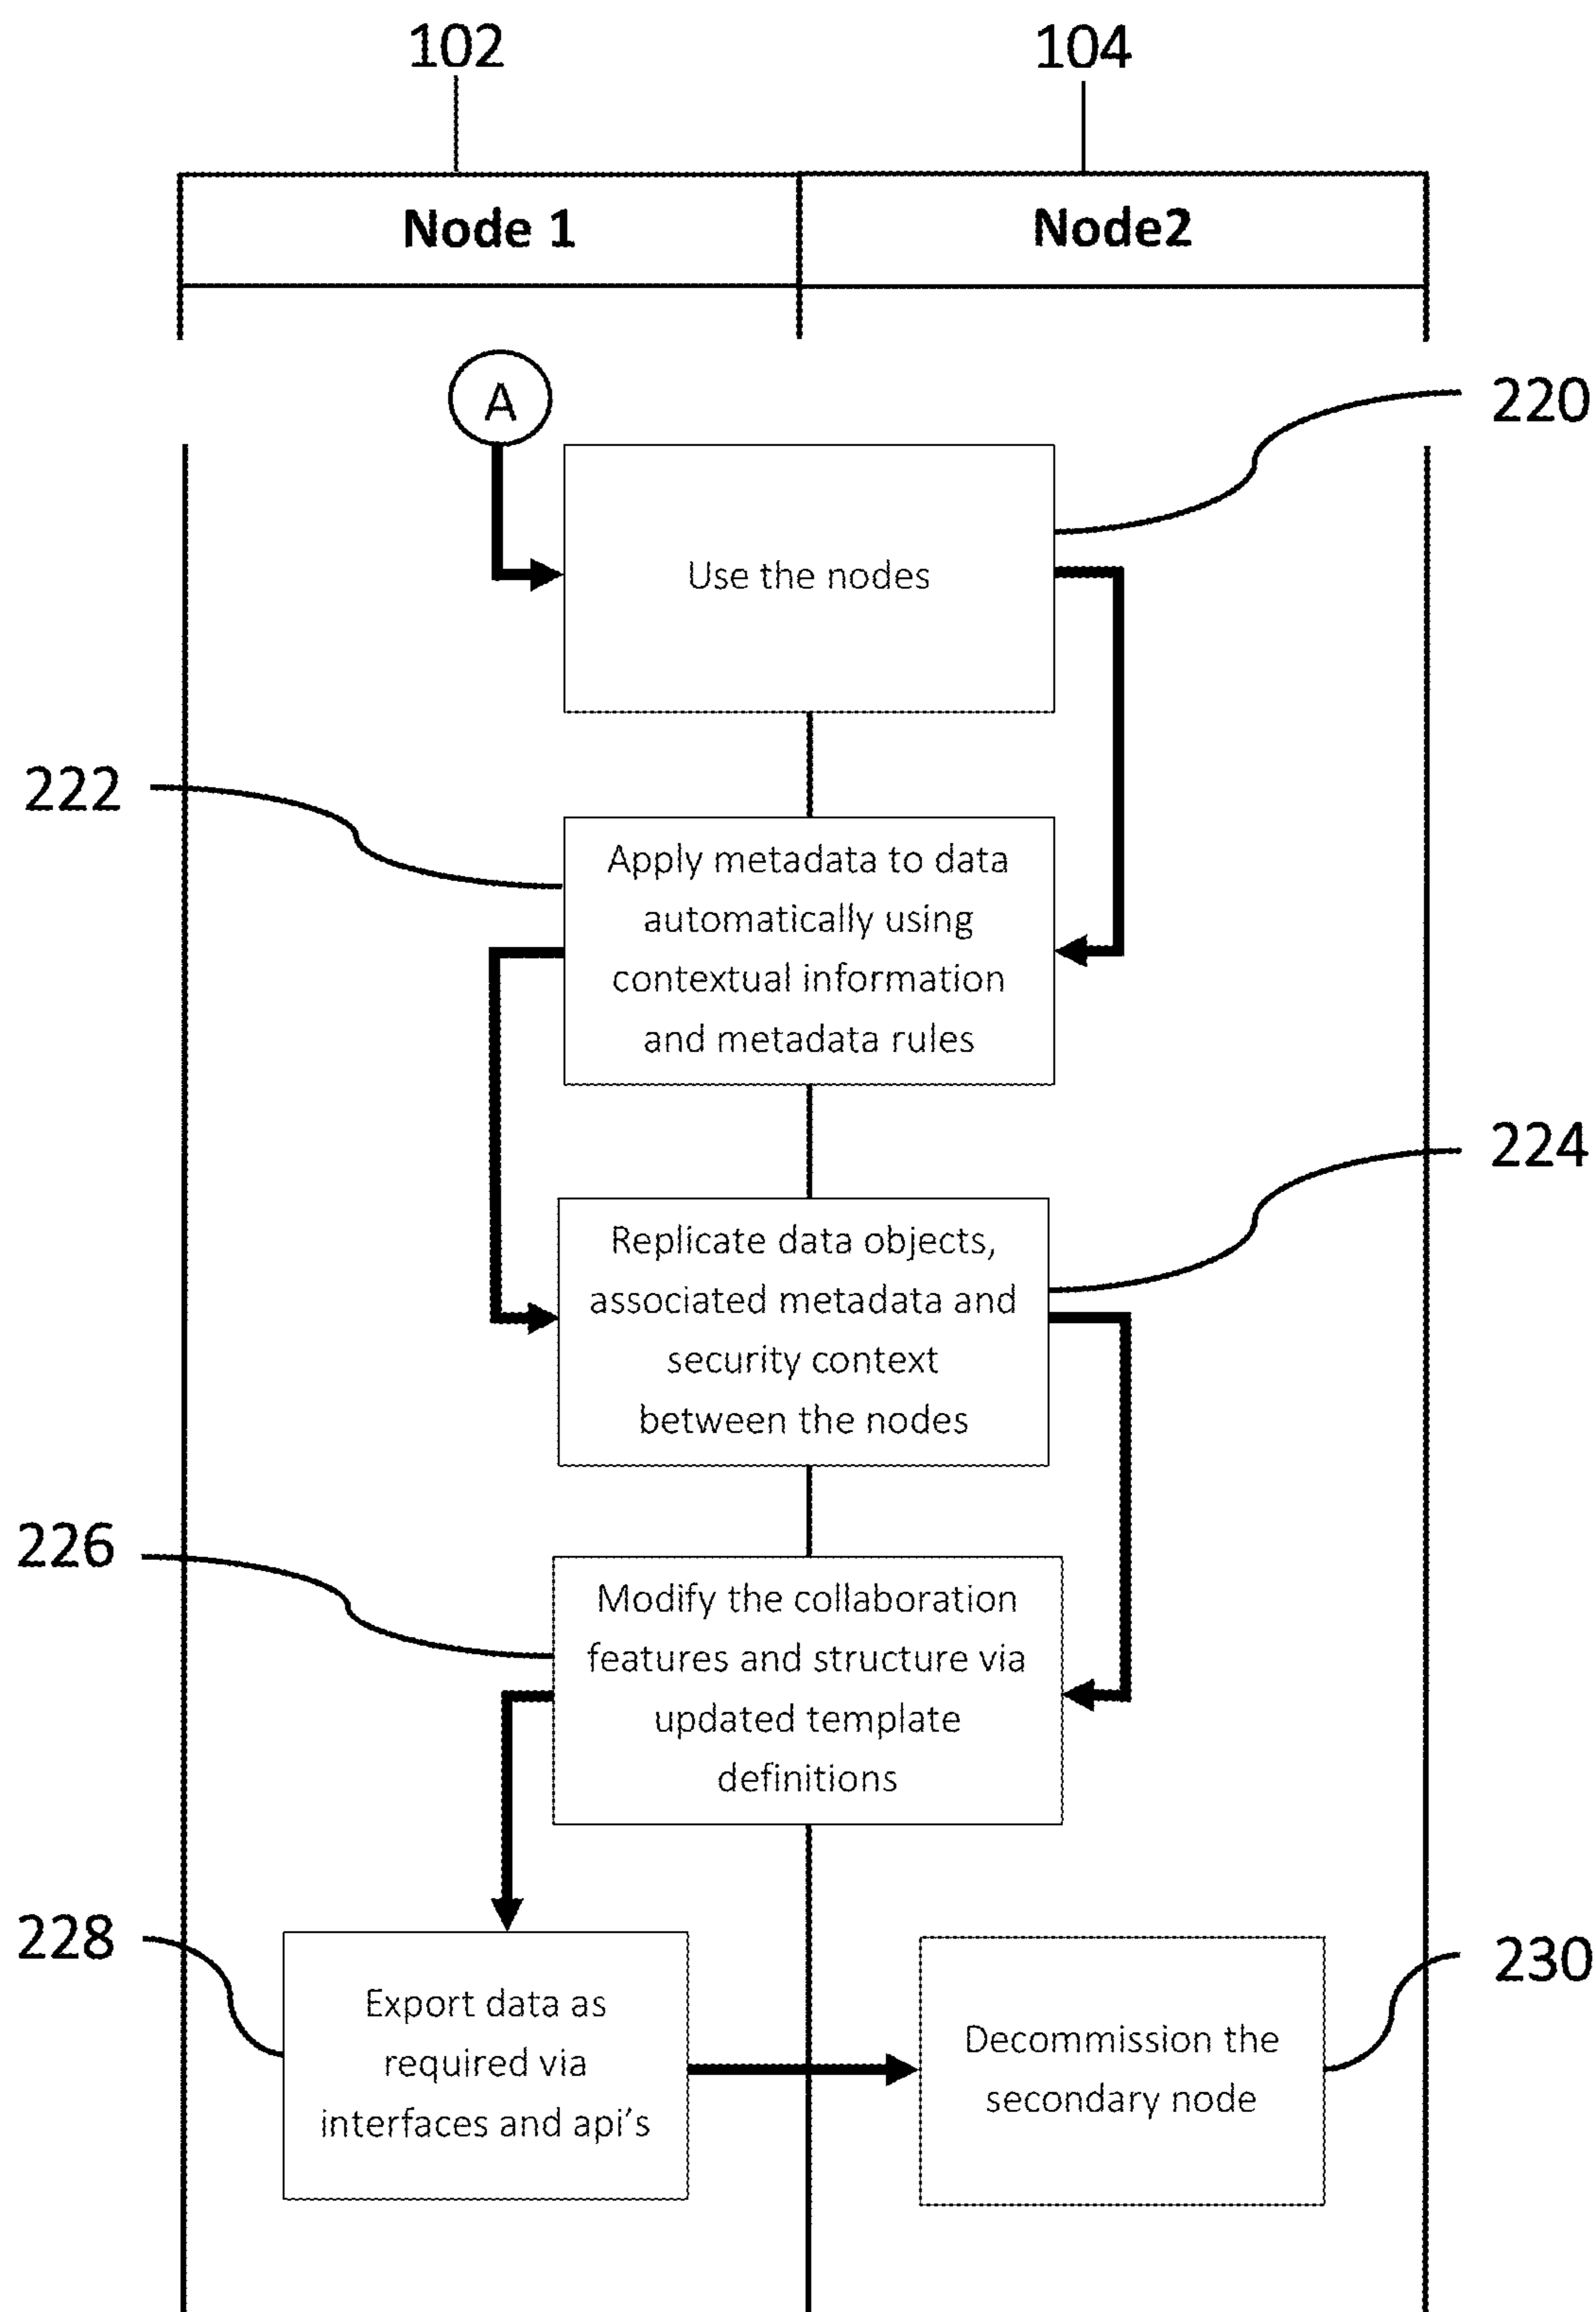 102
104
Node 1
Node2
A
220
Use the nodes
222
Apply metadata to data
automatically using
contextual information
and metadata rules
224
Replicate data objects,
associated metadata and
security context
between the nodes
226
Modify the collaboration
features and structure via
updated template
definitions
228
Export data as
required via
interfaces and api's
230
Decommission the
secondary node